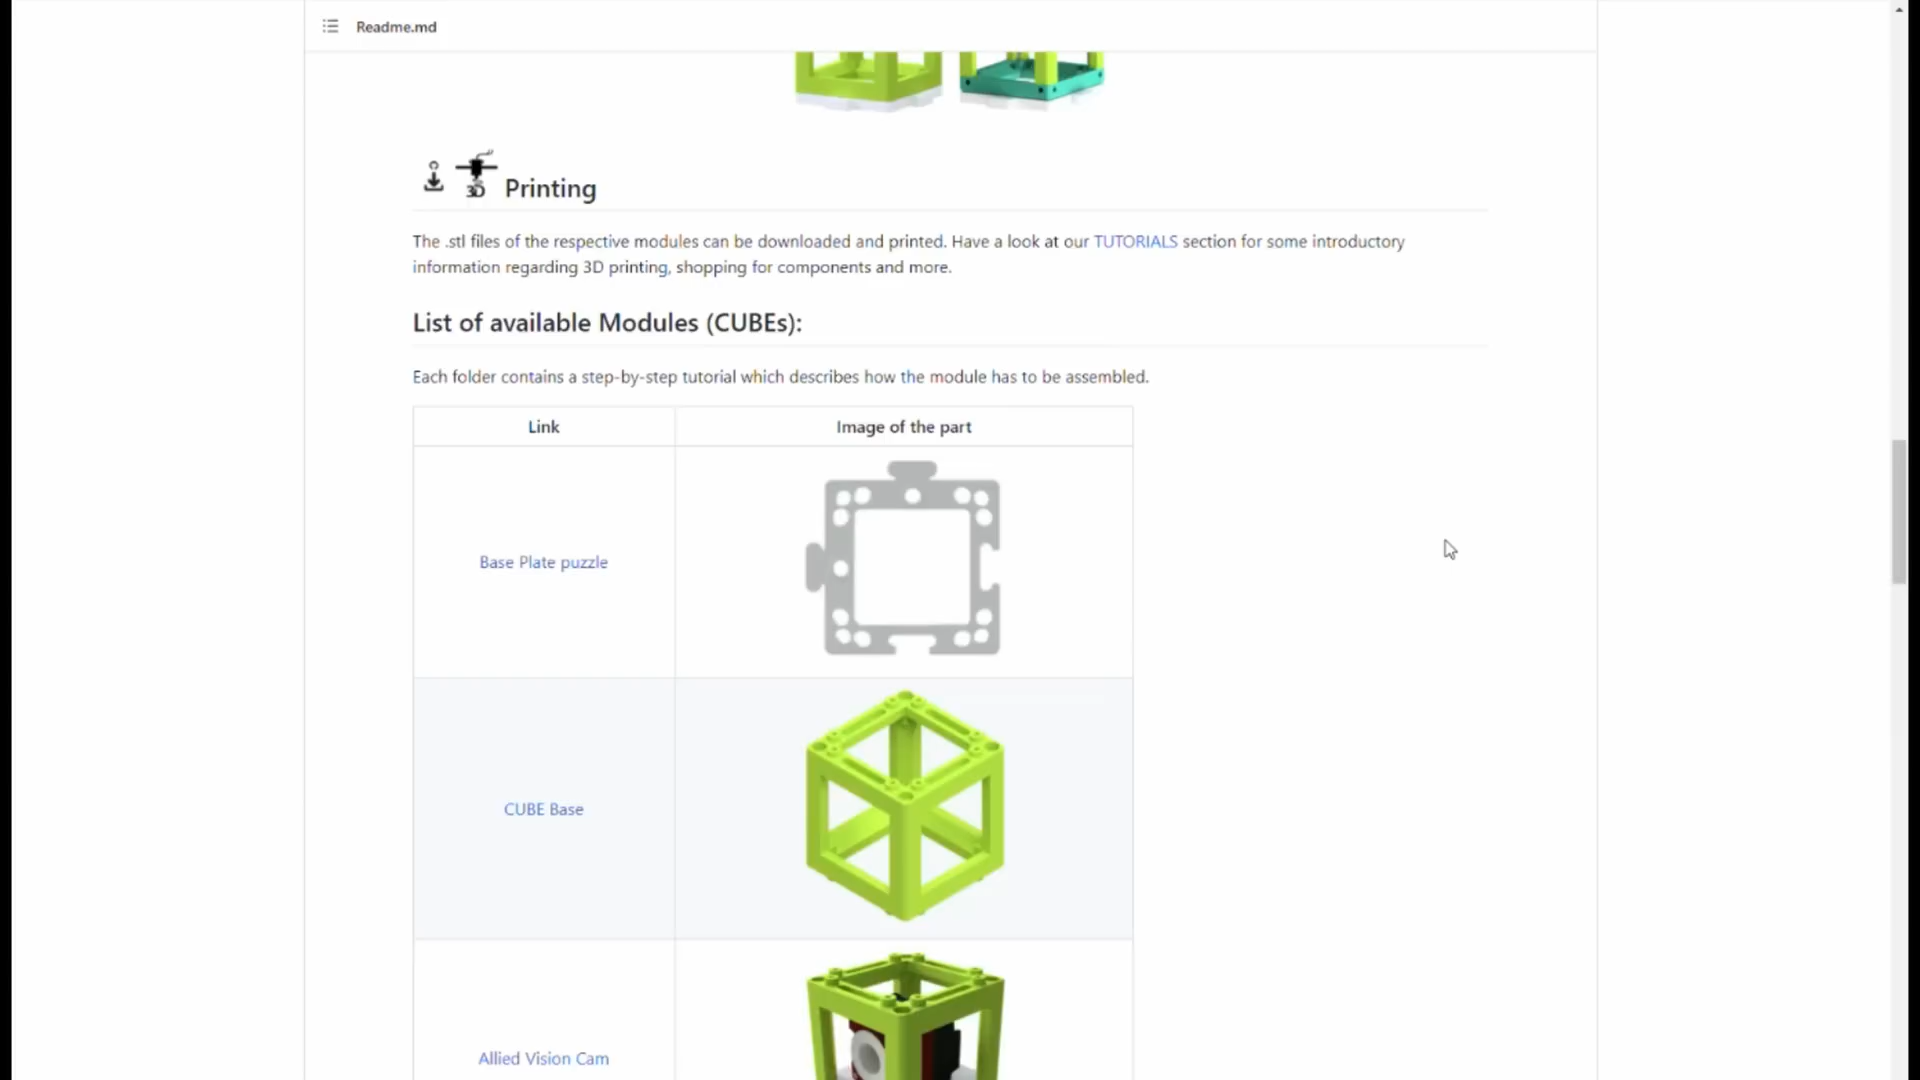 Readme.md
3D Printing
The .stl files of the respective modules can be downloaded and printed. Have a look at our TUTORIALS section for some introductory
information regarding 3D printing, shopping for components and more.
List of available Modules (CUBEs):
Each folder contains a step-by-step tutorial which describes how the module has to be assembled.
Link Image of the part
Base Plate puzzle
CUBE Base
Allied Vision Cam